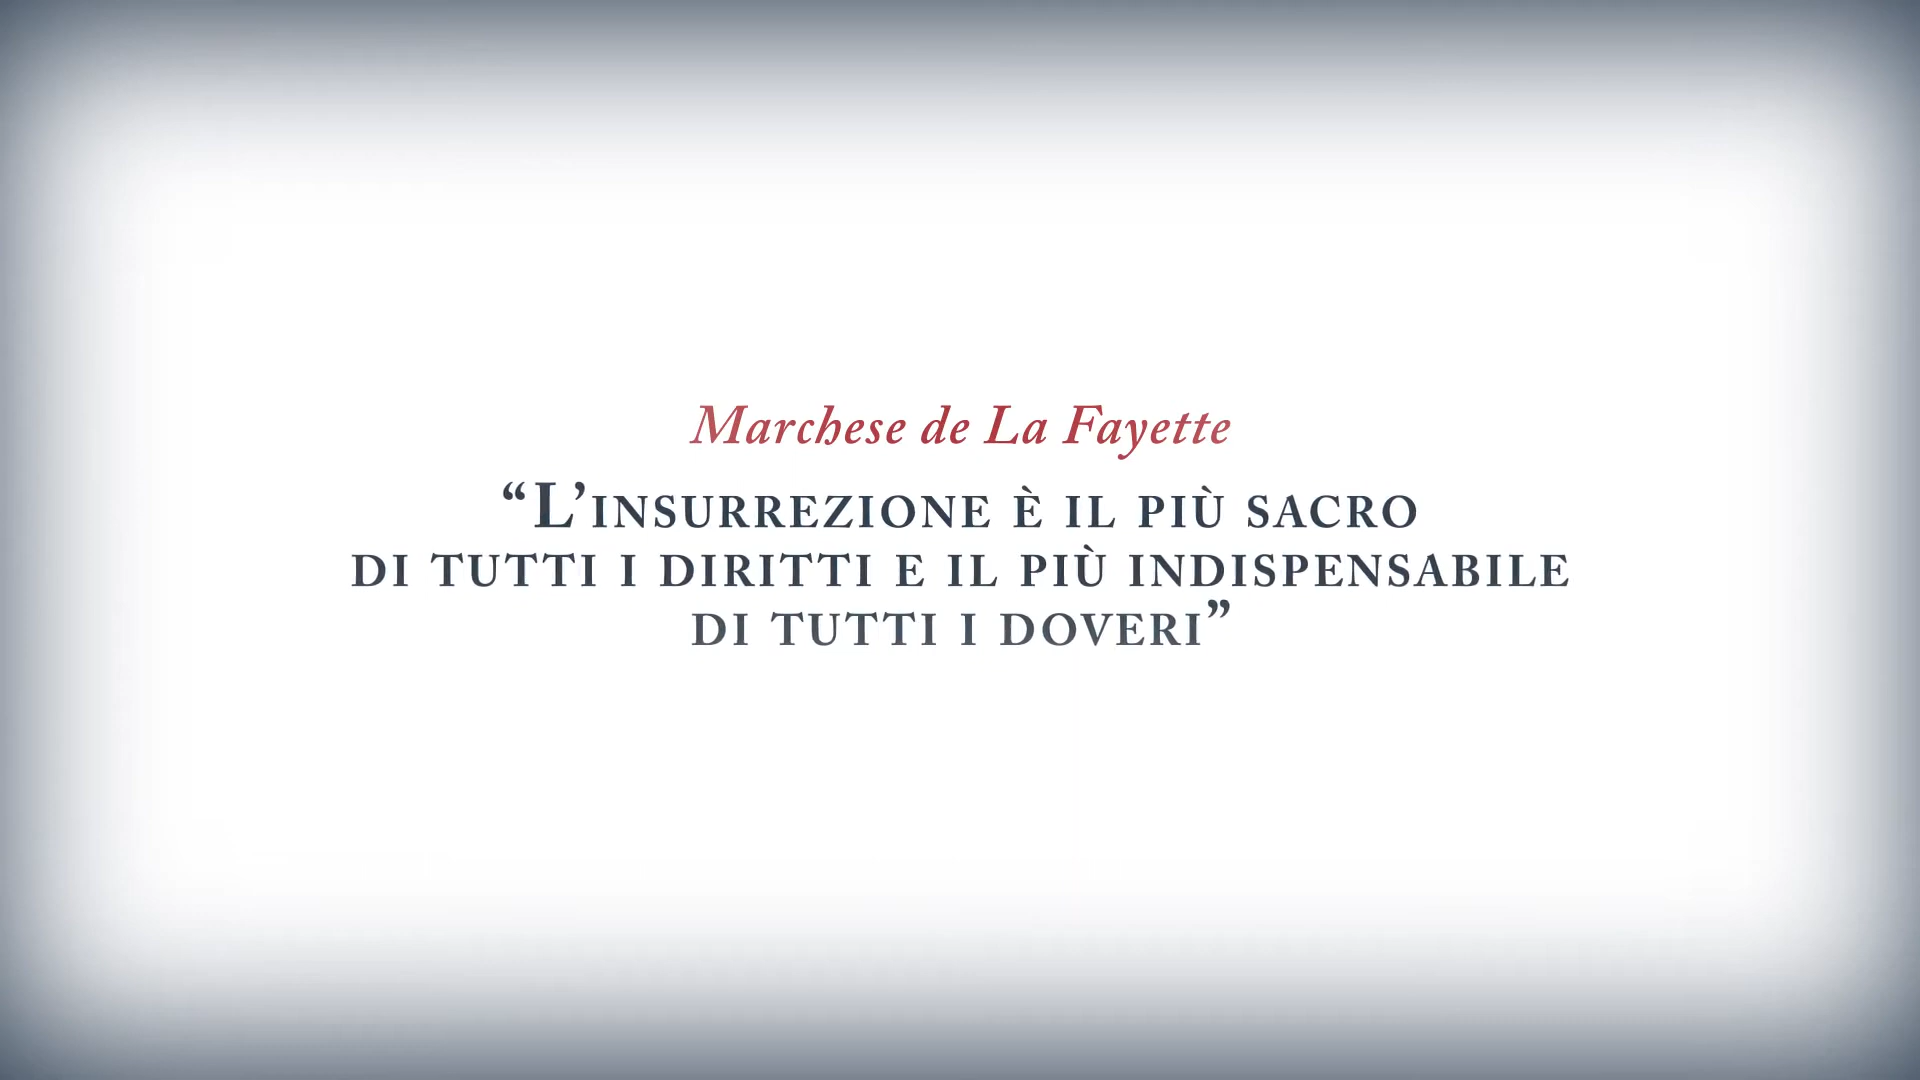 Marchese de La Fayette
“L’insurrezione è il più sacro
di tutti i diritti e il più indispensabile
di tutti i doveri”